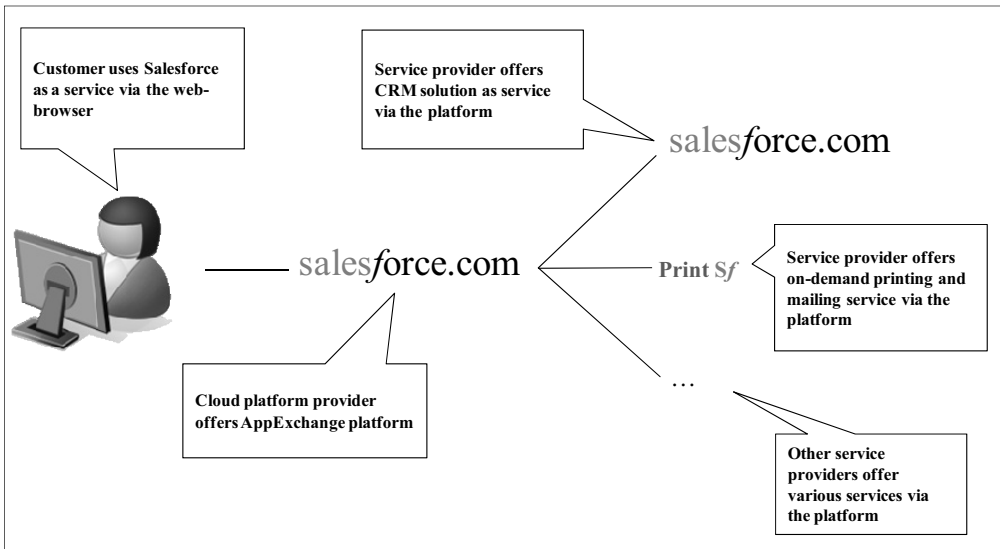 Customer uses Salesforce
as a service via the web-
browser
Service provider offers
CRM solution as service
via the platform
salesforce.com
salesforce.com
Print Sf
Service provider offers
on-demand printing and
mailing service via the
platform
...
Cloud platform provider
offers AppExchange platform
Other service
providers offer
various services via
the platform